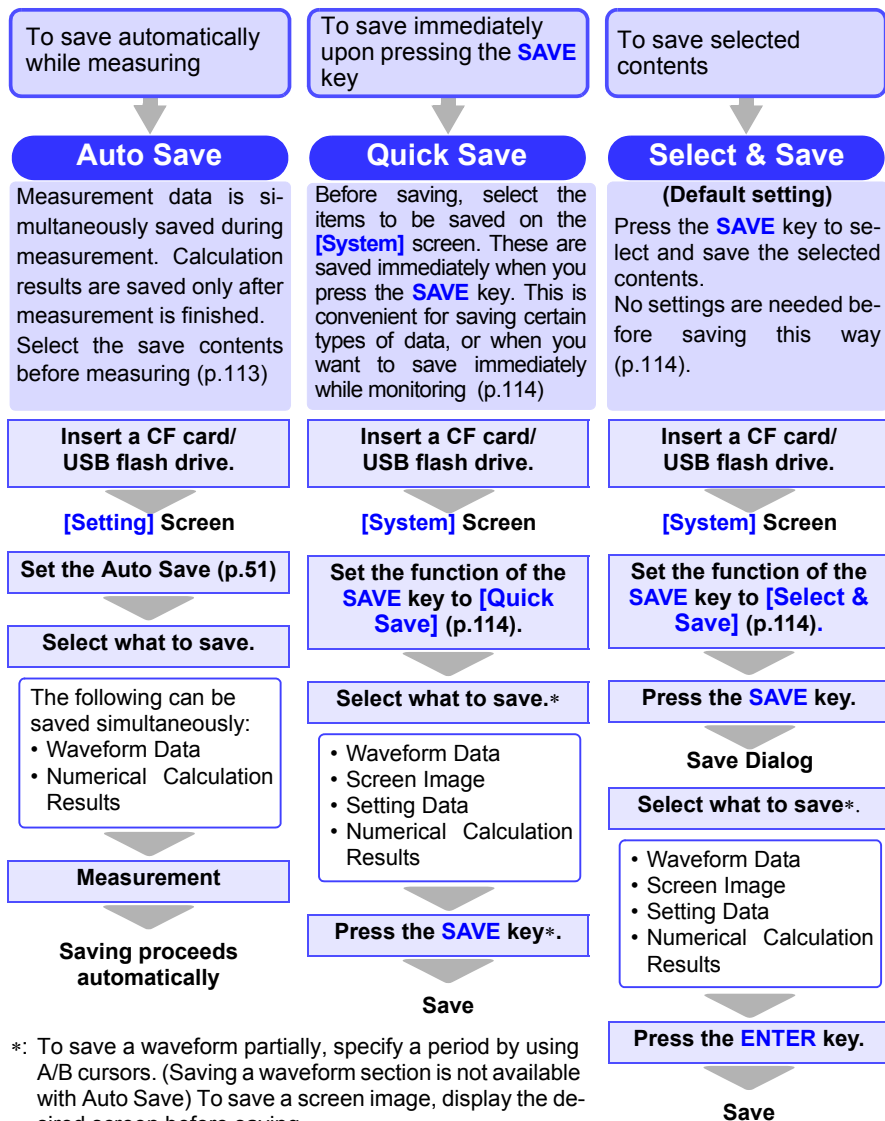 To save automatically
while measuring
Auto Save
Measurement data is si-
multaneously saved during
measurement. Calculation
results are saved only after
measurement is finished.
Select the save contents
before measuring (p.113)
Insert a CF card/
USB flash drive.
[Setting] Screen
Set the Auto Save (p.51)
Select what to save.
The following can be
saved simultaneously:
• Waveform Data
• Numerical Calculation
Results
Measurement
Saving proceeds
automatically
To save immediately
upon pressing the SAVE
key
Quick Save
Before saving, select the
items to be saved on the
[System] screen. These are
saved immediately when you
press the SAVE key. This is
convenient for saving certain
types of data, or when you
want to save immediately
while monitoring (p.114)
Insert a CF card/
USB flash drive.
[System] Screen
Set the function of the
SAVE key to [Quick
Save] (p.114).
Select what to save.*
• Waveform Data
• Screen Image
• Setting Data
• Numerical Calculation
Results
Press the SAVE key*.
Save
To save selected
contents
Select & Save
(Default setting)
Press the SAVE key to se-
lect and save the selected
contents.
No settings are needed be-
fore saving this way
(p.114).
Insert a CF card/
USB flash drive.
[System] Screen
Set the function of the
SAVE key to [Select &
Save] (p.114).
Press the SAVE key.
Save Dialog
Select what to save*.
• Waveform Data
• Screen Image
• Setting Data
• Numerical Calculation
Results
Press the ENTER key.
Save
*: To save a waveform partially, specify a period by using
A/B cursors. (Saving a waveform section is not available
with Auto Save) To save a screen image, display the de-
sired screen before saving